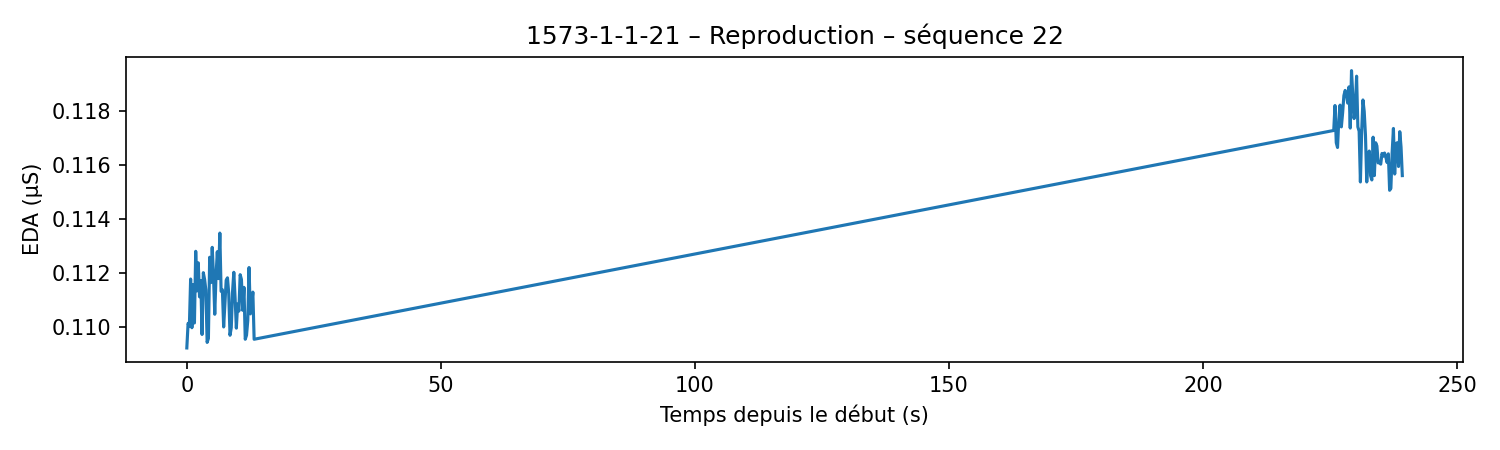 1573-1-1-21 – Reproduction – séquence 22
EDA (µS)
0.118
0.116
0.114
0.112
0.110
0 50 100 150 200 250
Temps depuis le début (s)